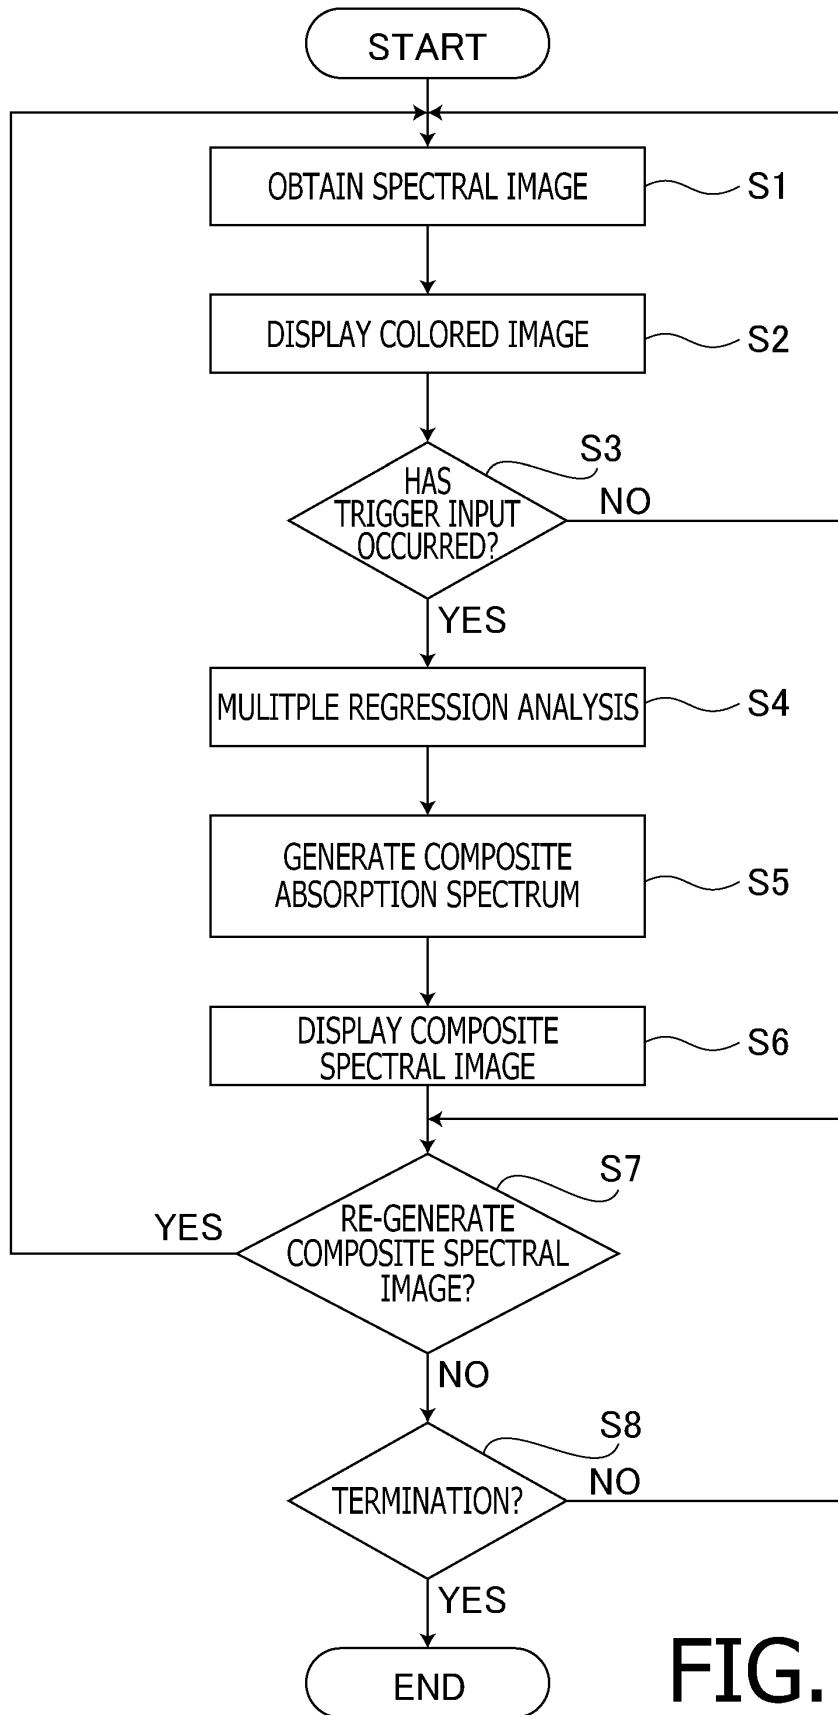 START
OBTAIN SPECTRAL IMAGE
S1
DISPLAY COLORED IMAGE
S2
S3
HAS
TRIGGER INPUT
OCCURRED?
NO
YES
MULITPLE REGRESSION ANALYSIS
S4
GENERATE COMPOSITE
ABSORPTION SPECTRUM
S5
DISPLAY COMPOSITE
SPECTRAL IMAGE
S6
S7
YES
RE-GENERATE
COMPOSITE SPECTRAL
IMAGE?
NO
S8
TERMINATION?
NO
YES
END
FIG.